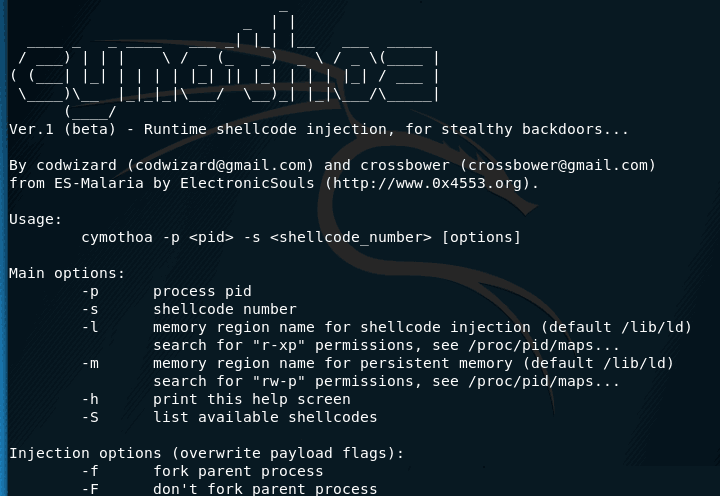 cymothoa
Ver.1 (beta) - Runtime shellcode injection, for stealthy backdoors...
By codwizard (codwizard@gmail.com) and crossbower (crossbower@gmail.com)
from ES-Malaria by ElectronicSouls (http://www.0x4553.org).
Usage:
cymothoa -p <pid> -s <shellcode_number> [options]
Main options:
-p process pid
-s shellcode number
-l memory region name for shellcode injection (default /lib/ld)
search for "r-xp" permissions, see /proc/pid/maps...
-m memory region name for persistent memory (default /lib/ld)
search for "rw-p" permissions, see /proc/pid/maps...
-h print this help screen
-S list available shellcodes
Injection options (overwrite payload flags):
-f fork parent process
-F don't fork parent process